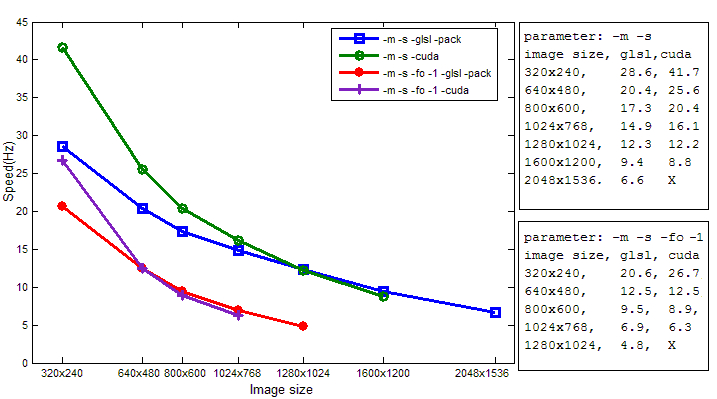 45
40
35
30
25
20
15
10
5
0
Speed(Hz)
320x240 640x480 800x600 1024x768 1280x1024 1600x1200 2048x1536
Image size
-m -s -glsl -pack
-m -s -cuda
-m -s -fo -1 -glsl -pack
-m -s -fo -1 -cuda
parameter: -m -s
image size, glsl,cuda
320x240, 28.6, 41.7
640x480, 20.4, 25.6
800x600, 17.3, 20.4
1024x768, 14.9, 16.1
1280x1024, 12.3, 12.2
1600x1200, 9.4, 8.8
2048x1536. 6.6, X
parameter: -m -s -fo -1
image size, glsl, cuda
320x240, 20.6, 26.7
640x480, 12.5, 12.5
800x600, 9.5, 8.9,
1024x768, 6.9, 6.3
1280x1024, 4.8, X